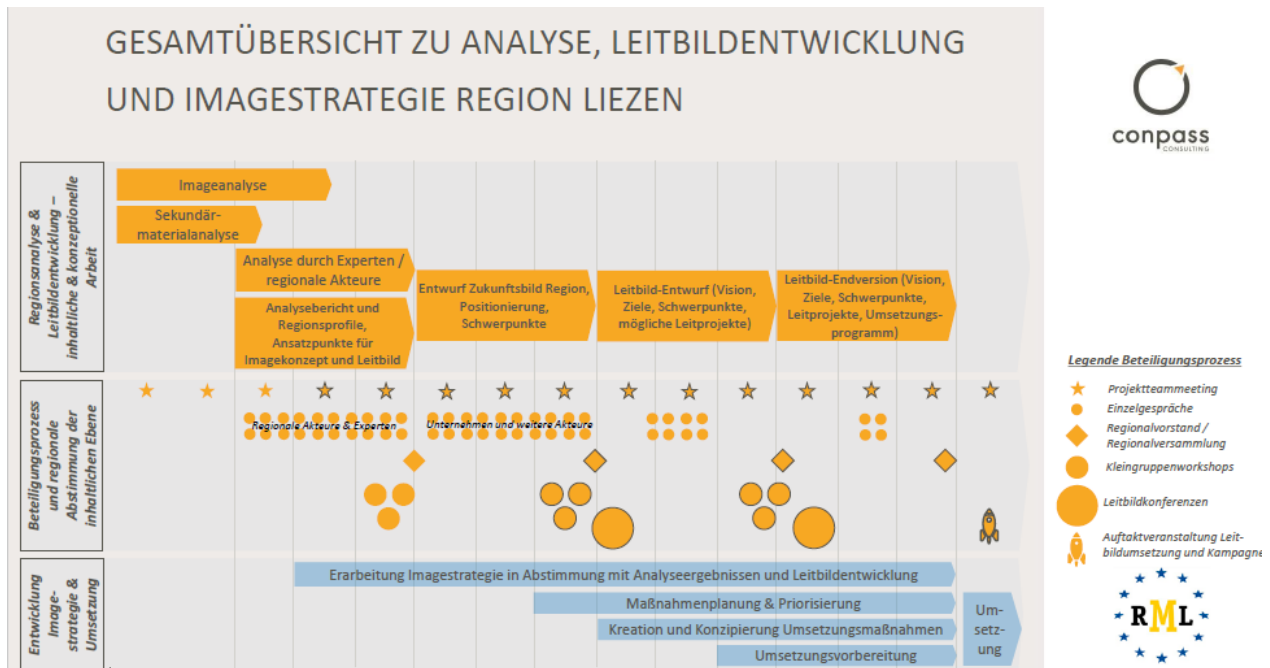 GESAMTÜBERSICHT ZU ANALYSE, LEITBILDENTWICKLUNG
UND IMAGESTRATEGIE REGION LIEZEN
conpass
CONSULTING
Regionsanalyse &
Leitbildentwicklung –
inhaltliche & konzeptionelle
Arbeit
Imageanalyse
Sekundär-
materialanalyse
Analyse durch Experten /
regionale Akteure
Analysebericht und
Regionsprofile,
Ansatzpunkte für
Imagekonzept und Leitbild
Entwurf Zukunftsbild Region,
Positionierung,
Schwerpunkte
Leitbild-Entwurf (Vision,
Ziele, Schwerpunkte,
mögliche Leitprojekte)
Leitbild-Endversion (Vision,
Ziele, Schwerpunkte,
Leitprojekte, Umsetzungs-
programm)
Beteiligungsprozess
und regionale
Abstimmung der
inhaltlichen Ebene
Regionale Akteure & Experten
Unternehmen und weitere Akteure
Legende Beteiligungsprozess
Projektteammeeting
Einzelgespräche
Regionalvorstand /
Regionalversammlung
Kleingruppenworkshops
Leitbildkonferenzen
Auftaktveranstaltung Leit-
bildumsetzung und Kampagne
Entwicklung
Image-
strategie &
Umsetzung
Erarbeitung Imagestrategie in Abstimmung mit Analyseergebnissen und Leitbildentwicklung
Maßnahmenplanung & Priorisierung
Kreation und Konzipierung Umsetzungsmaßnahmen
Umsetzungsvorbereitung
Um-
setz-
ung
RML